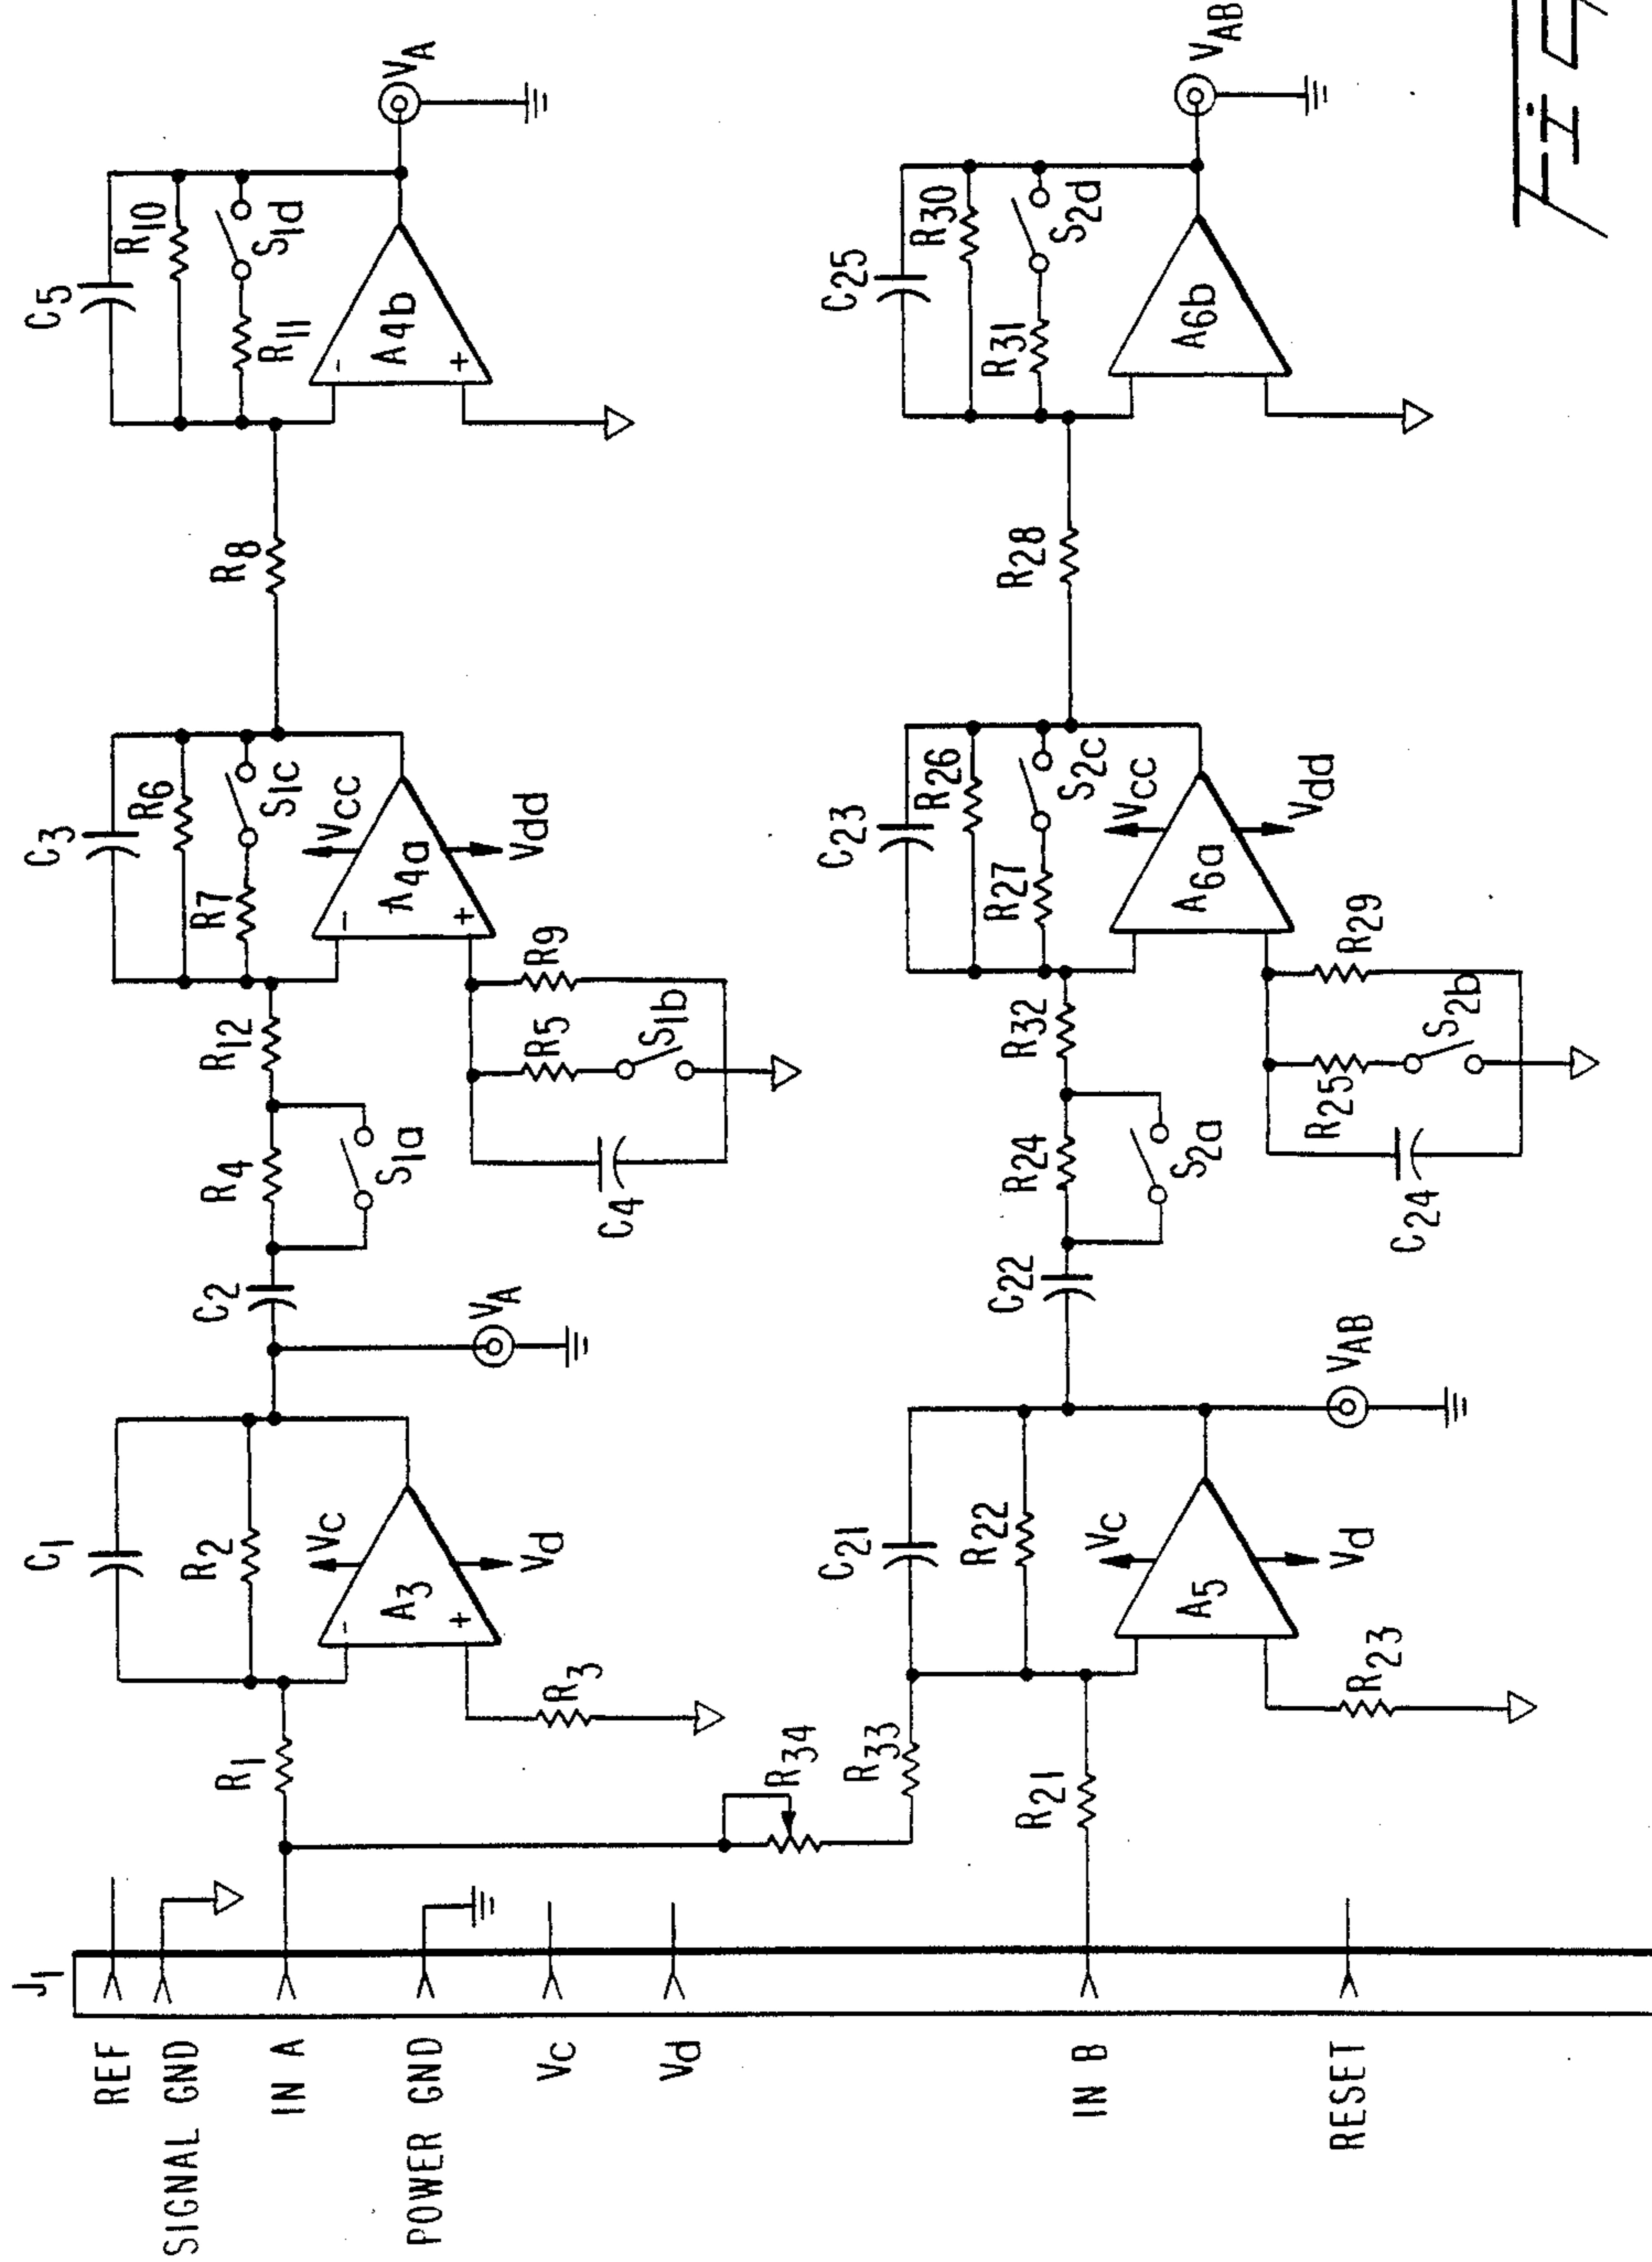 J1
REF
SIGNAL GND
IN A
POWER GND
Vc
Vd
IN B
RESET
R1
C1
R2
Vc
A3
-
+
Vd
R3
VA
C2
R4
S1a
R12
C4
R5
S1b
R9
C3
R6
R7
S1c
Vcc
-
A4a
+
Vdd
R8
C5
R10
R11
S1d
-
A4b
+
VA
R34
R33
R21
C21
R22
Vc
A5
Vd
R23
VAB
C22
R24
S2a
R32
C24
R25
S2b
R29
C23
R26
R27
S2c
Vcc
A6a
Vdd
R28
C25
R30
R31
S2d
A6b
VAB